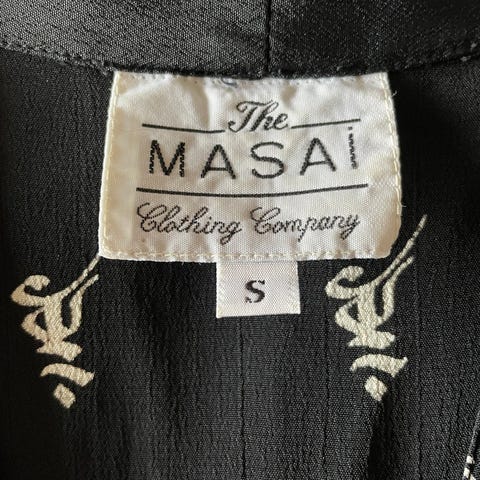 The
MASAi
Clothing Company
S